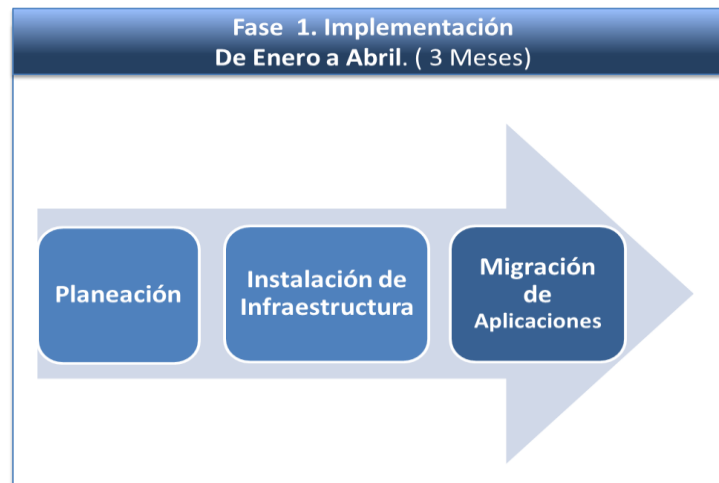 Fase 1. Implementación
De Enero a Abril. ( 3 Meses)
Planeación
Instalación de
Infraestructura
Migración
de
Aplicaciones